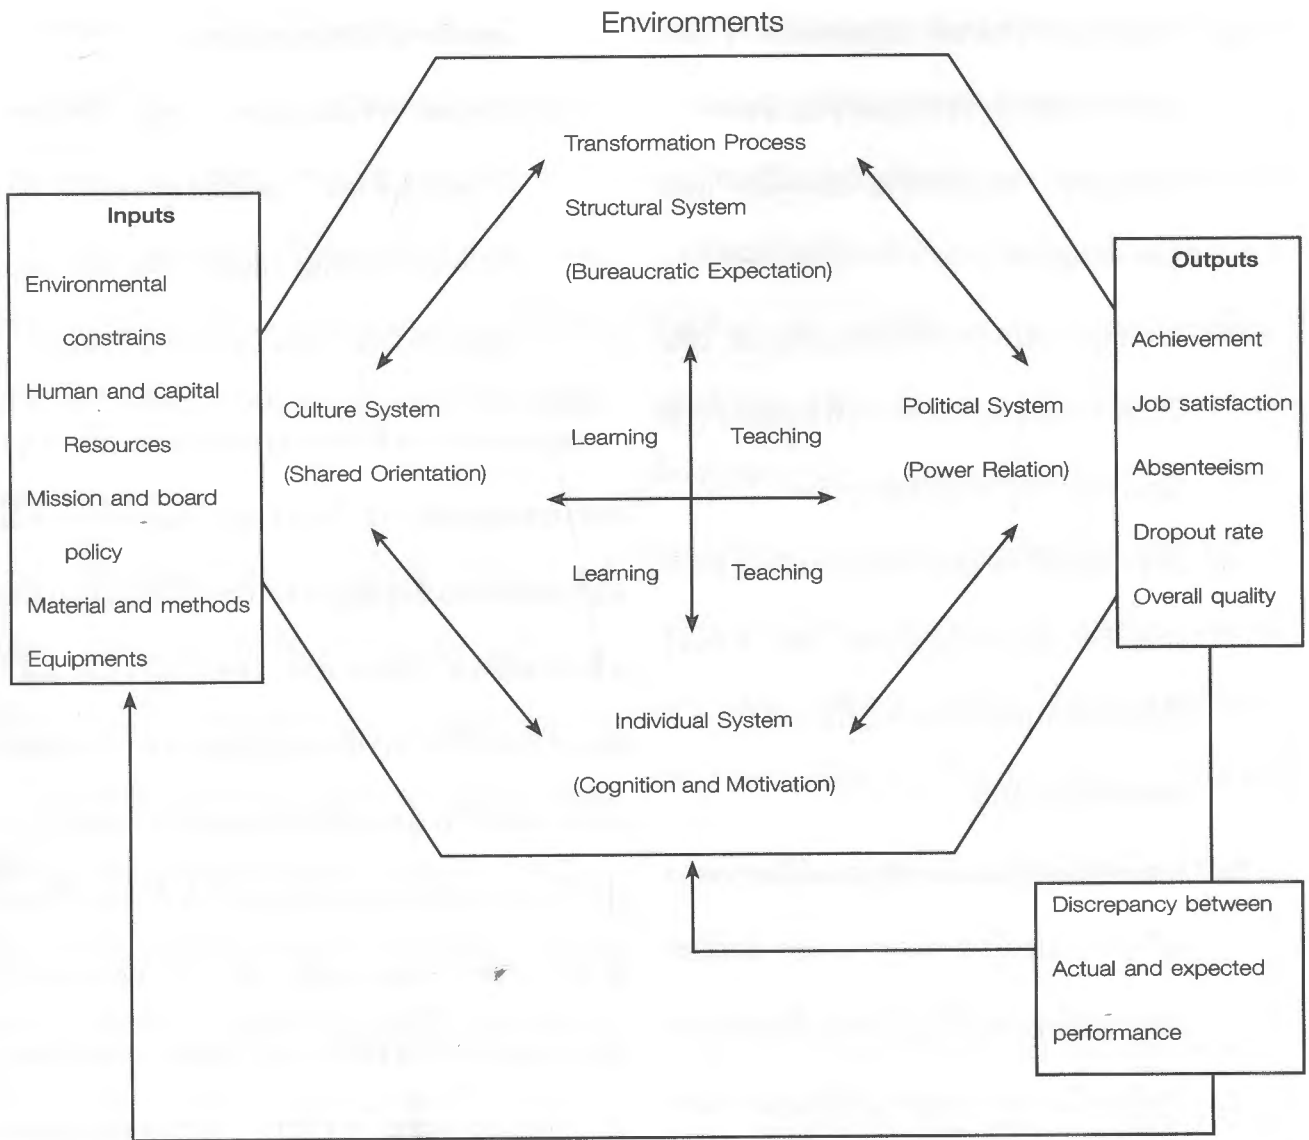 Environments
Inputs
Environmental
constrains
Human and capital
Resources
Mission and board
policy
Material and methods
Equipments
Transformation Process
Structural System
(Bureaucratic Expectation)
Culture System
(Shared Orientation)
Learning Teaching
Learning Teaching
Political System
(Power Relation)
Individual System
(Cognition and Motivation)
Outputs
Achievement
Job satisfaction
Absenteeism
Dropout rate
Overall quality
Discrepancy between
Actual and expected
performance